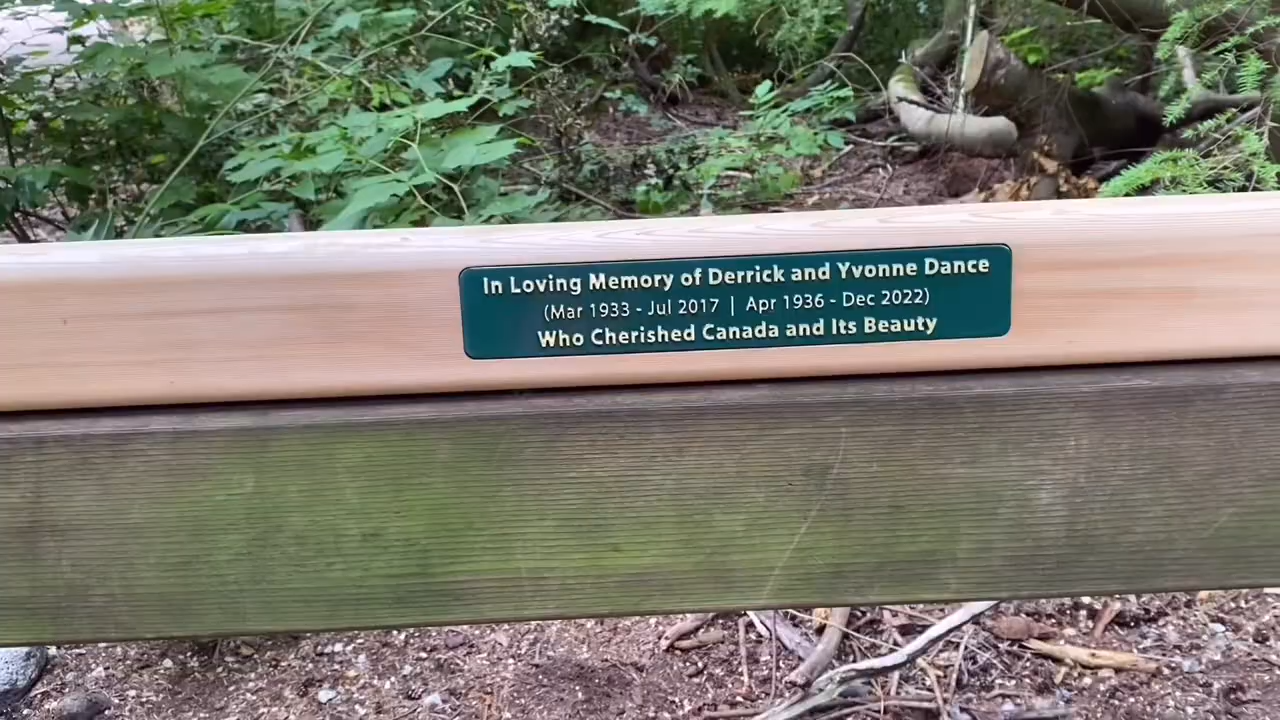 In Loving Memory of Derrick and Yvonne Dance
(Mar 1933 - Jul 2017 | Apr 1936 - Dec 2022)
Who Cherished Canada and Its Beauty